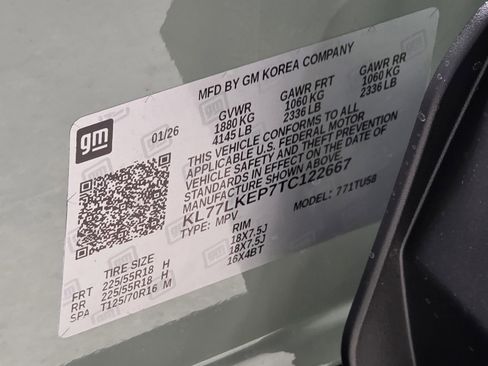 MFD BY GM KOREA COMPANY
gm
01/26
GVWR GAWR FRT GAWR RR
1880 KG 1060 KG 1060 KG
4145 LB 2336 LB 2336 LB
THIS VEHICLE CONFORMS TO ALL
APPLICABLE U.S. FEDERAL MOTOR
VEHICLE SAFETY AND THEFT PREVENTION
STANDARDS IN EFFECT ON THE DATE OF
MANUFACTURE SHOWN ABOVE.
KL77LKEP7TC122667
TYPE: MPV MODEL: 771TU58
TIRE SIZE RIM
FRT 225/55R18 H 18X7.5J
RR 225/55R18 H 18X7.5J
SPA T125/70R16 M 16X4BT